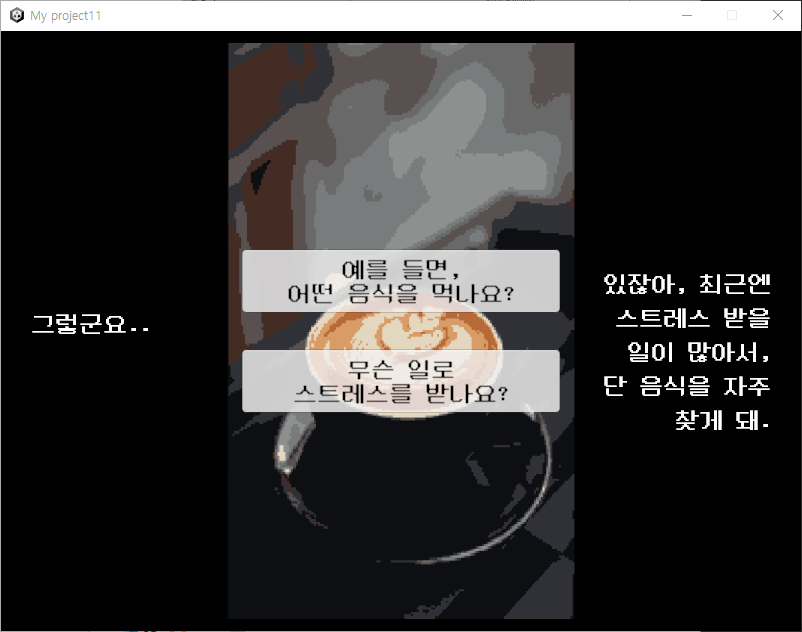 My project11
그럴군요..
예를 들면,
어떤 음식을 먹나요?
무슨 일로
스트레스를 받나요?
있잖아, 최근엔
스트레스 받을
일이 많아서,
단 음식을 자주
찾게 돼.